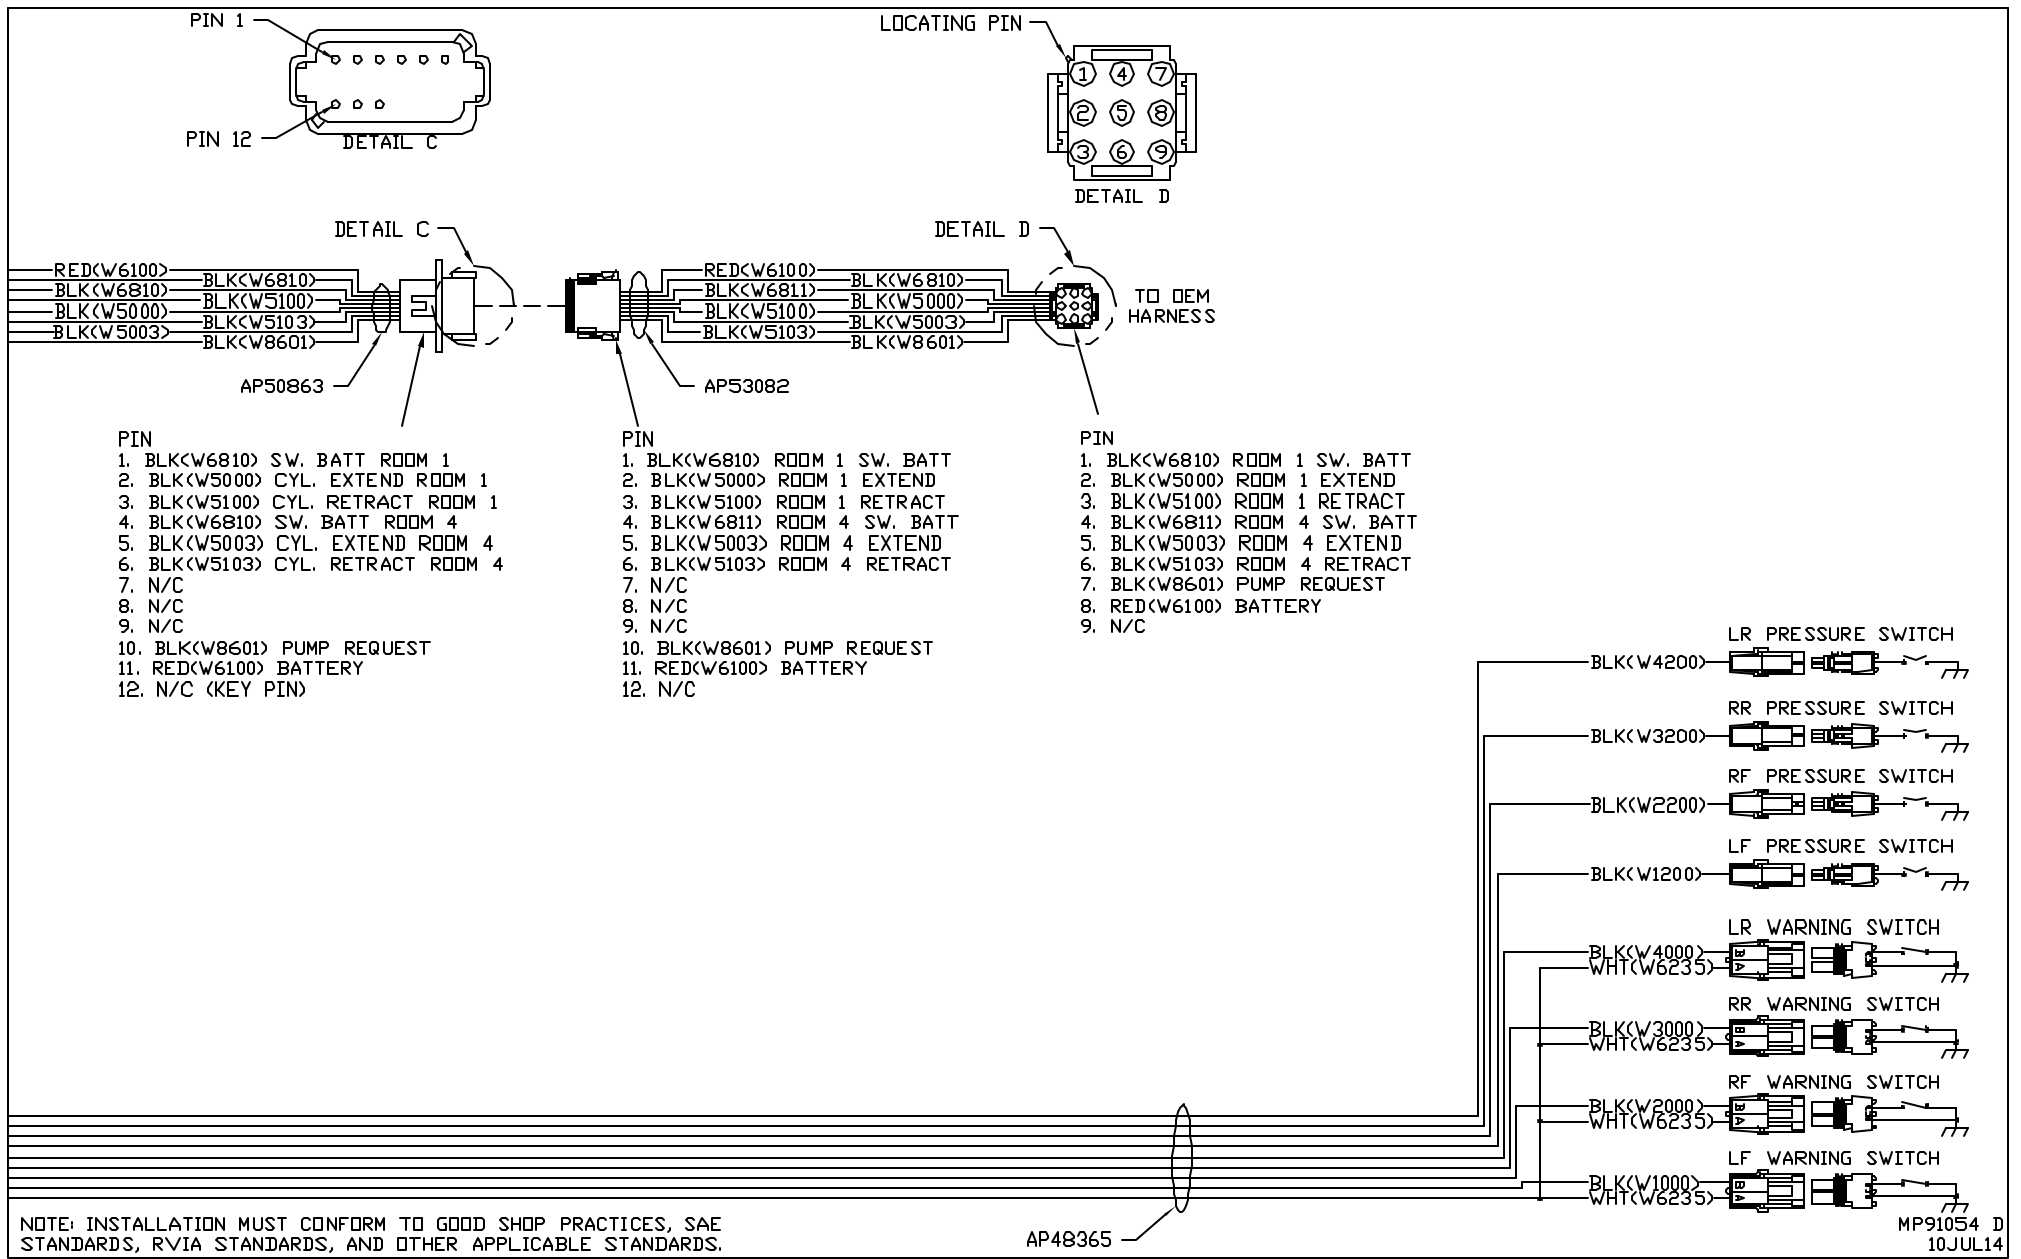 PIN 1
PIN 12
DETAIL C
LOCATING PIN
1 4 7
2 5 8
3 6 9
DETAIL D
DETAIL C
DETAIL D
RED(W6100)
BLK(W6810)
BLK(W6810)
BLK(W5100)
BLK(W5000)
BLK(W5103)
BLK(W5003)
BLK(W8601)
RED(W6100)
BLK(W6810)
BLK(W6811)
BLK(W5000)
BLK(W5100)
BLK(W5003)
BLK(W5103)
BLK(W8601)
TO OEM
HARNESS
AP50863
AP53082
PIN
1. BLK(W6810) SW. BATT ROOM 1
2. BLK(W5000) CYL. EXTEND ROOM 1
3. BLK(W5100) CYL. RETRACT ROOM 1
4. BLK(W6810) SW. BATT ROOM 4
5. BLK(W5003) CYL. EXTEND ROOM 4
6. BLK(W5103) CYL. RETRACT ROOM 4
7. N/C
8. N/C
9. N/C
10. BLK(W8601) PUMP REQUEST
11. RED(W6100) BATTERY
12. N/C (KEY PIN)
PIN
1. BLK(W6810) ROOM 1 SW. BATT
2. BLK(W5000) ROOM 1 EXTEND
3. BLK(W5100) ROOM 1 RETRACT
4. BLK(W6811) ROOM 4 SW. BATT
5. BLK(W5003) ROOM 4 EXTEND
6. BLK(W5103) ROOM 4 RETRACT
7. N/C
8. N/C
9. N/C
10. BLK(W8601) PUMP REQUEST
11. RED(W6100) BATTERY
12. N/C
PIN
1. BLK(W6810) ROOM 1 SW. BATT
2. BLK(W5000) ROOM 1 EXTEND
3. BLK(W5100) ROOM 1 RETRACT
4. BLK(W6811) ROOM 4 SW. BATT
5. BLK(W5003) ROOM 4 EXTEND
6. BLK(W5103) ROOM 4 RETRACT
7. BLK(W8601) PUMP REQUEST
8. RED(W6100) BATTERY
9. N/C
LR PRESSURE SWITCH
BLK(W4200)
RR PRESSURE SWITCH
BLK(W3200)
RF PRESSURE SWITCH
BLK(W2200)
LF PRESSURE SWITCH
BLK(W1200)
LR WARNING SWITCH
BLK(W4000) B
WHT(W6235) A
RR WARNING SWITCH
BLK(W3000) B
WHT(W6235) A
RF WARNING SWITCH
BLK(W2000) B
WHT(W6235) A
LF WARNING SWITCH
BLK(W1000) B
WHT(W6235) A
AP48365
NOTE: INSTALLATION MUST CONFORM TO GOOD SHOP PRACTICES, SAE
STANDARDS, RVIA STANDARDS, AND OTHER APPLICABLE STANDARDS.
MP91054 D
10JUL14